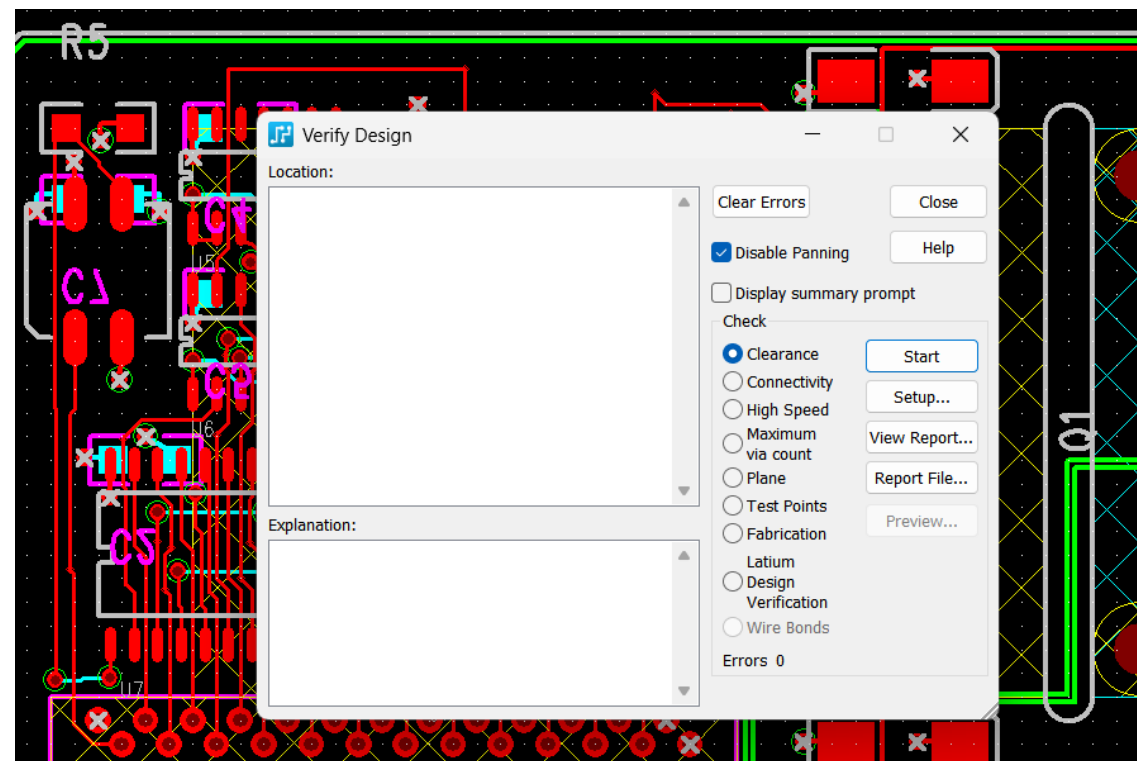 R5
Verify Design
Location:
Clear Errors
Close
Disable Panning
Help
Display summary prompt
Check
Clearance
Start
Connectivity
Setup...
High Speed
Maximum
via count
View Report...
Plane
Report File...
Test Points
Preview...
Fabrication
Latium
Design
Verification
Wire Bonds
Errors 0
Explanation:
C4
U5
C1
C6
U6
C2
U7
Q1